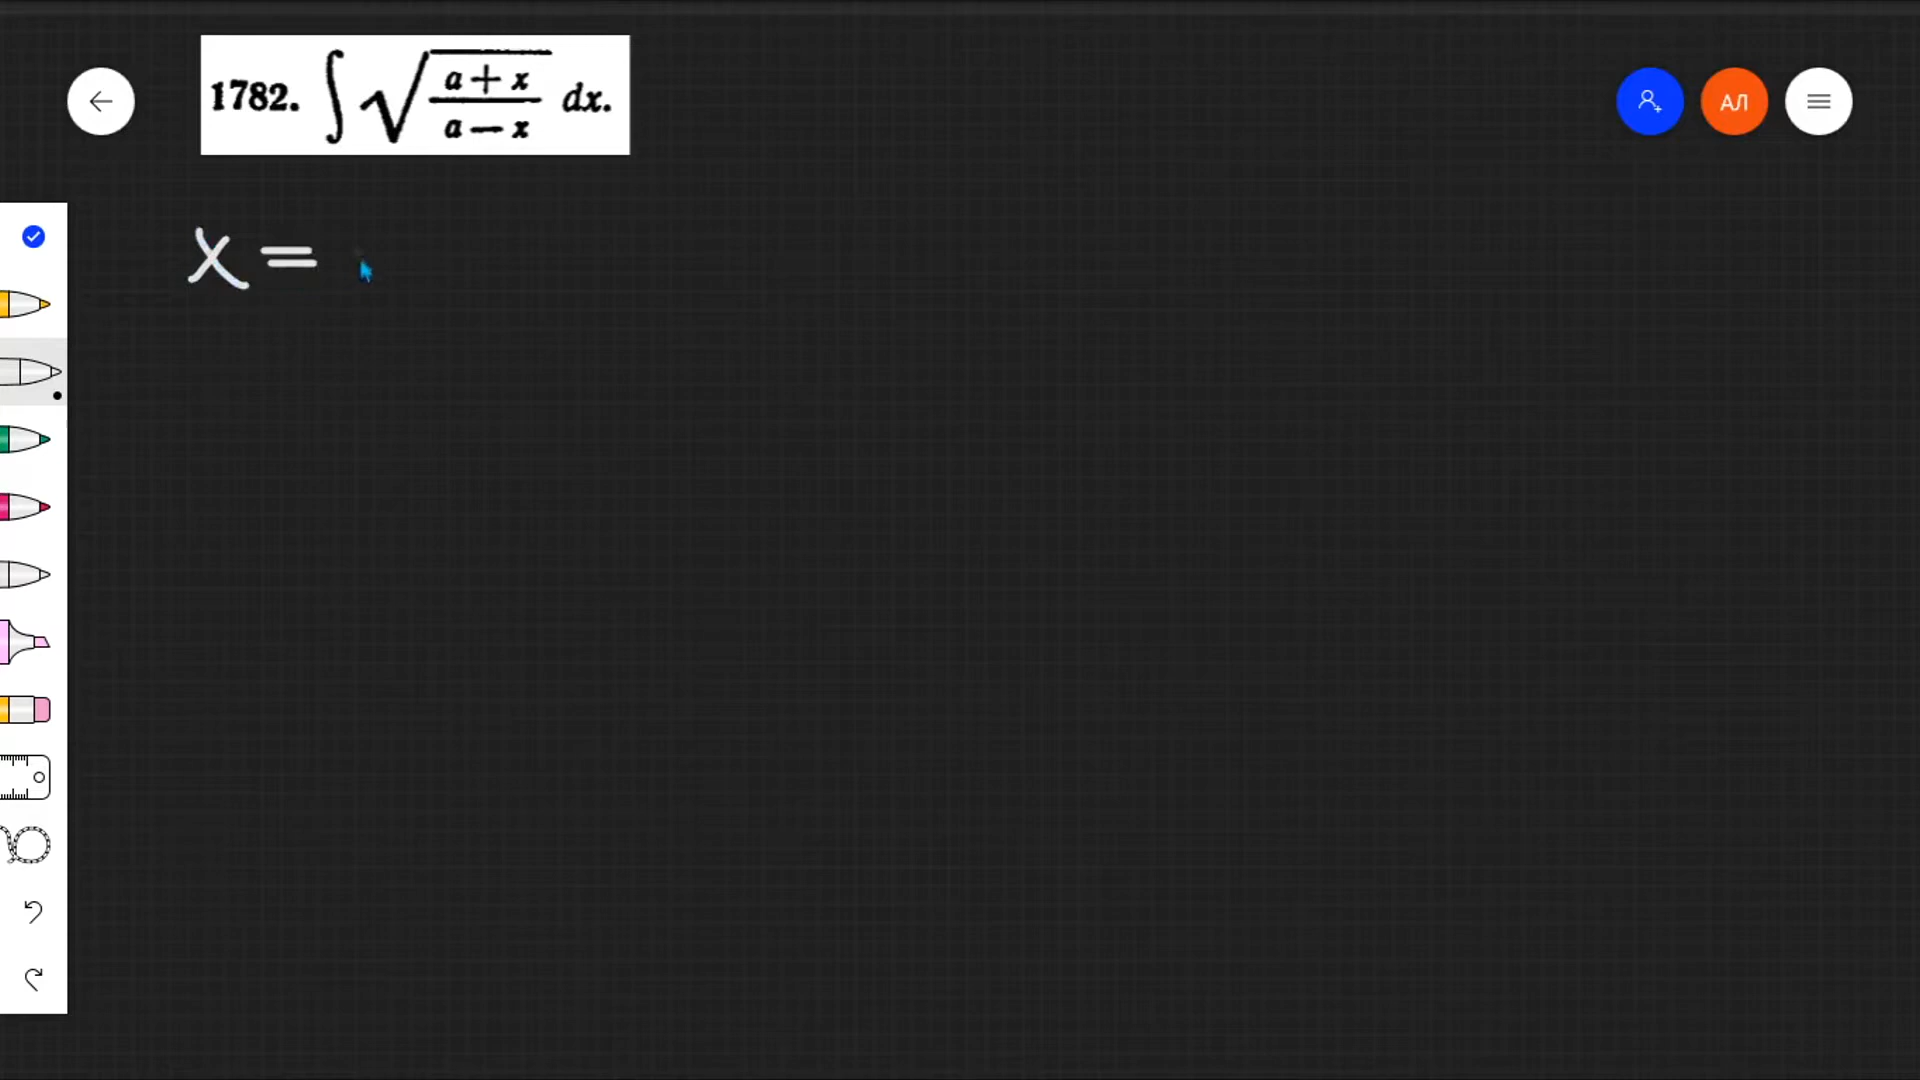 1782. ∫ √((a + x)/(a − x)) dx.
АЛ
x =